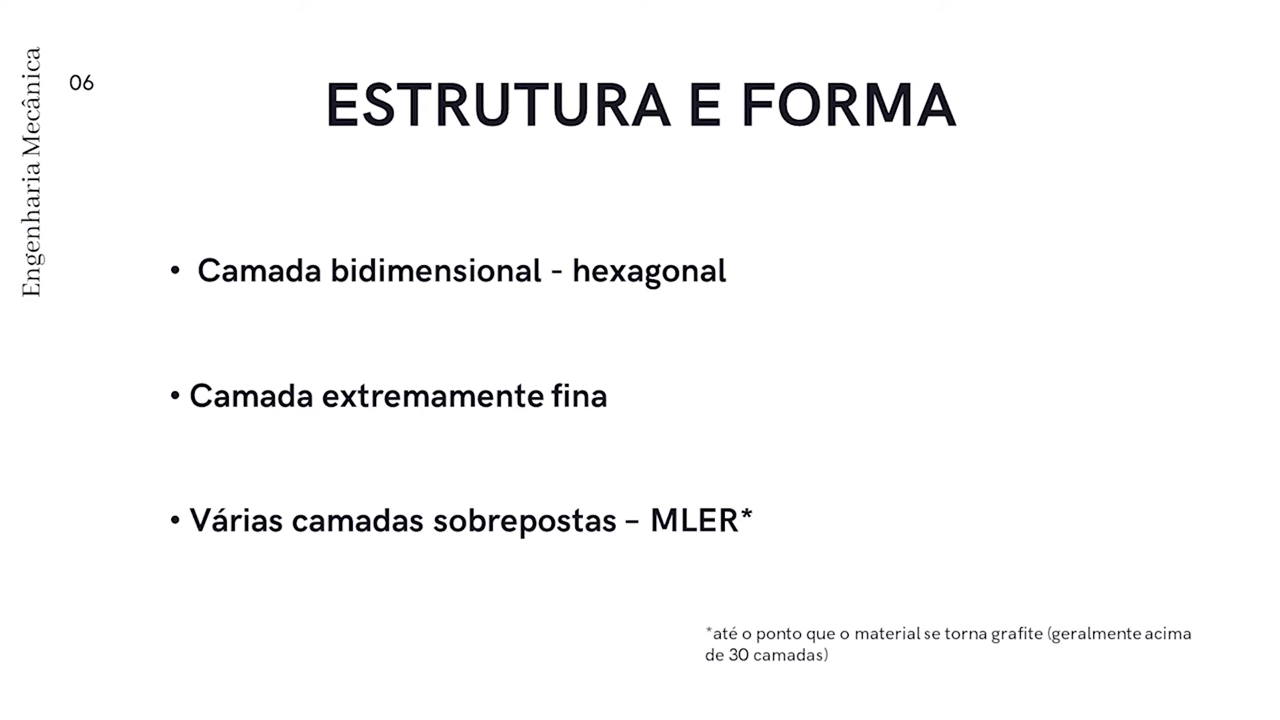 Engenharia Mecânica
06
ESTRUTURA E FORMA
• Camada bidimensional - hexagonal
• Camada extremamente fina
• Várias camadas sobrepostas – MLER*
*até o ponto que o material se torna grafite (geralmente acima
de 30 camadas)